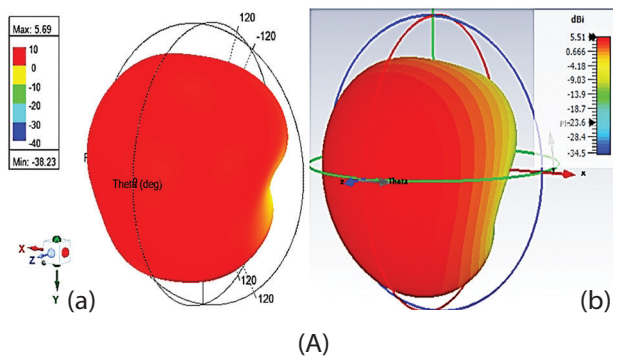 Max: 5.69
10
0
-10
-20
-30
-40
Min: -38.23
120
-120
Theta (deg)
120
120
X
Z
Y
(a)
dBi
5.51
0.666
-4.18
-9.03
-13.9
-18.7
-23.6
-28.4
-34.5
z
Theta
x
(b)
(A)